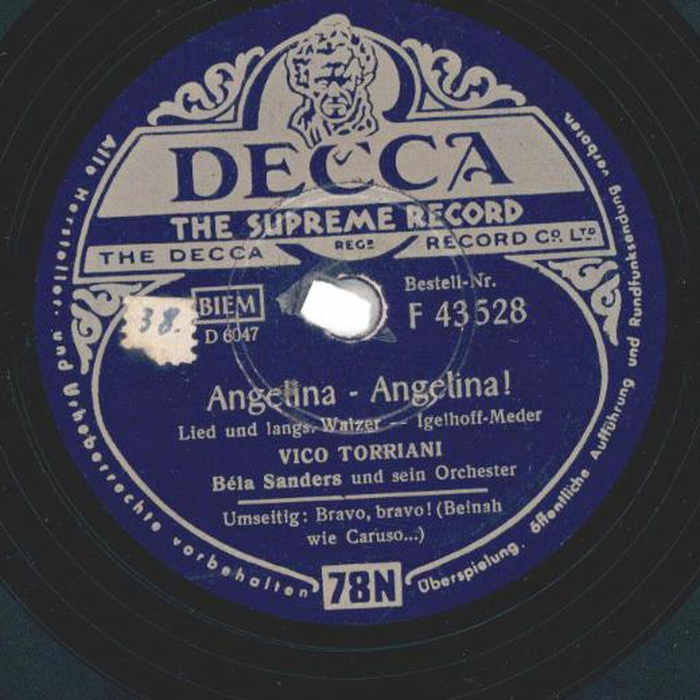 DECCA
THE SUPREME RECORD
THE DECCA REGD RECORD CO. LTD.
BIEM
Bestell-Nr.
D 6047
F 43528
38.
Angelina - Angelina!
Lied und langs. Walzer — Igelhoff-Meder
VICO TORRIANI
Béla Sanders und sein Orchester
Umseitig: Bravo, bravo! (Beinah
wie Caruso...)
78N
Alle Hersteller- und Urheberrechte vorbehalten
Überspielung, öffentliche Aufführung und Rundfunksendung verboten.